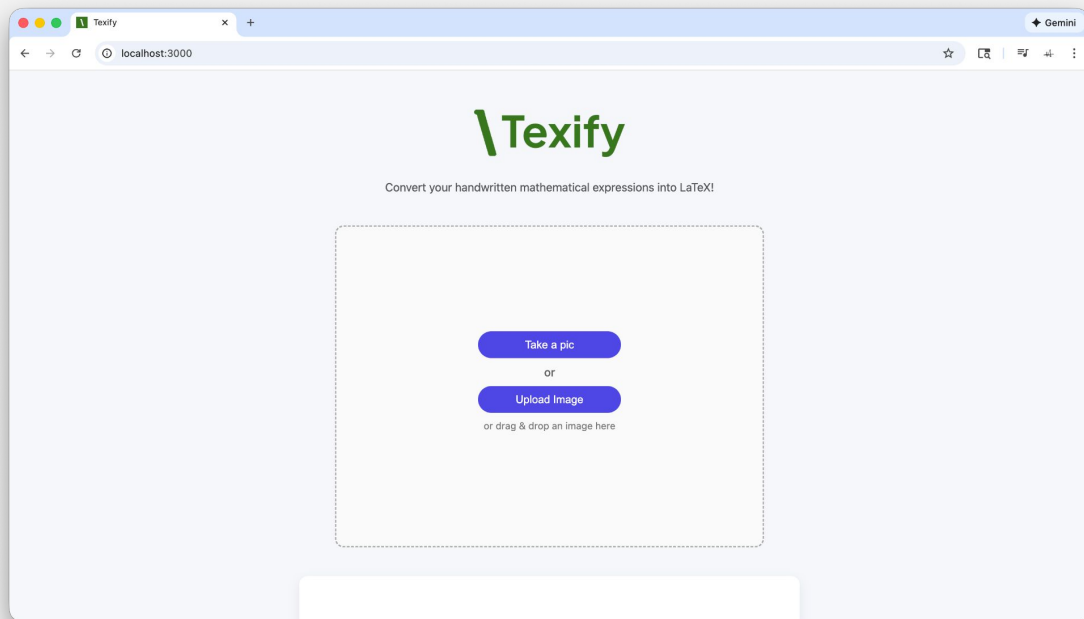 Texify
Gemini
localhost:3000
\Texify
Convert your handwritten mathematical expressions into LaTeX!
Take a pic
or
Upload Image
or drag & drop an image here